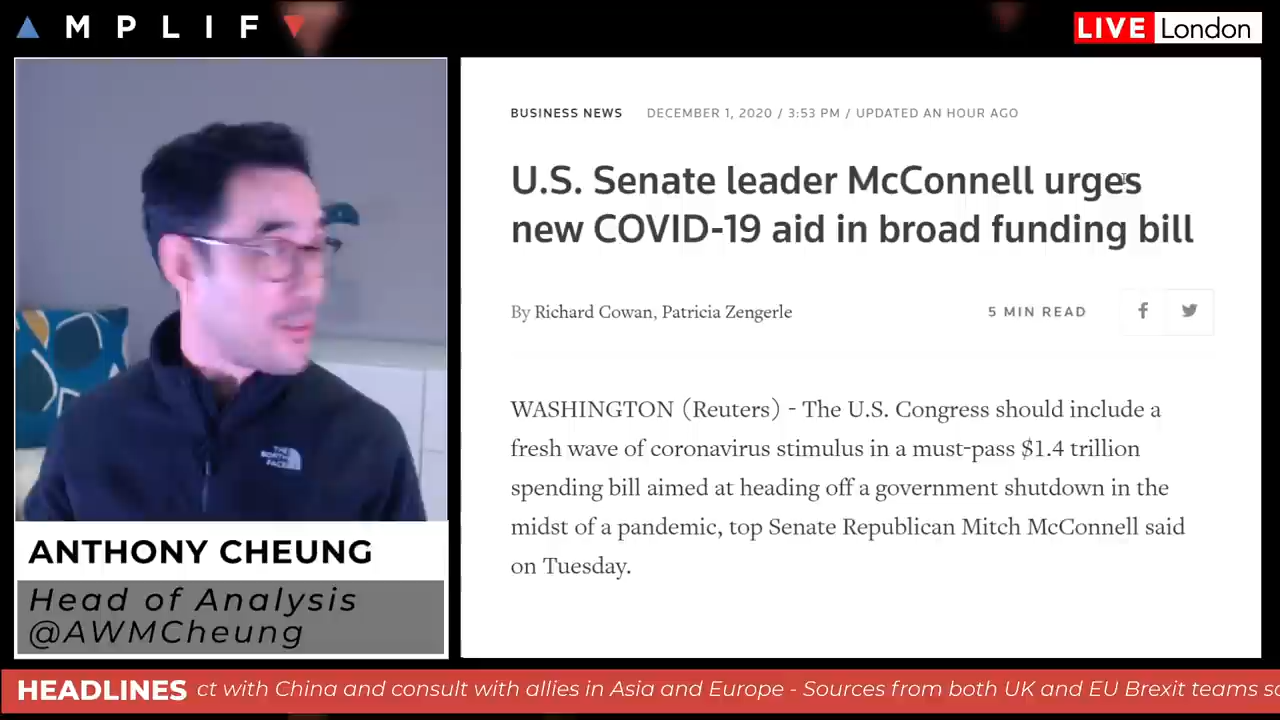 MPLIF
LIVE London
BUSINESS NEWS DECEMBER 1, 2020 / 3:53 PM / UPDATED AN HOUR AGO
U.S. Senate leader McConnell urges
new COVID-19 aid in broad funding bill
By Richard Cowan, Patricia Zengerle 5 MIN READ
WASHINGTON (Reuters) - The U.S. Congress should include a
fresh wave of coronavirus stimulus in a must-pass $1.4 trillion
spending bill aimed at heading off a government shutdown in the
midst of a pandemic, top Senate Republican Mitch McConnell said
on Tuesday.
THE
NORTH
FACE
ANTHONY CHEUNG
Head of Analysis
@AWMCheung
HEADLINES ct with China and consult with allies in Asia and Europe - Sources from both UK and EU Brexit teams sa